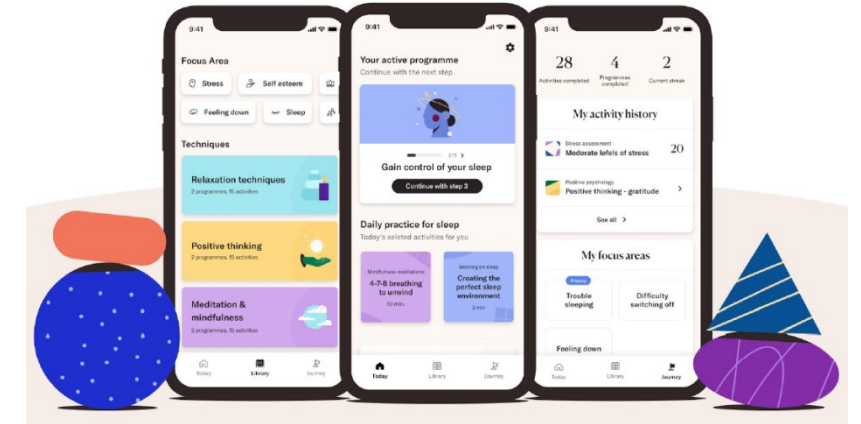 9:41
Focus Area
Stress
Self esteem
Feeling down
Sleep
Techniques
Relaxation techniques
2 programmes, 15 activities
Positive thinking
2 programmes, 15 activities
Meditation &
mindfulness
2 programmes, 15 activities
Today
Library
Journey
9:41
Your active programme
Continue with the next step
Gain control of your sleep
Continue with step 3
Daily practice for sleep
Today's seleted activities for you
Mindfulness meditations
4-7-8 breathing
to unwind
10 min.
Working on sleep
Creating the
perfect sleep
environment
Today
Library
Journey
9:41
28
4
2
Activities completed
Programmes
completed
Current streak
My activity history
Stress assessment
Moderate lefels of stress
20
Positive psychology
Positive thinking - gratitude
See all
My focus areas
Priority
Trouble
sleeping
Difficulty
switching off
Feeling down
Today
Library
Journey